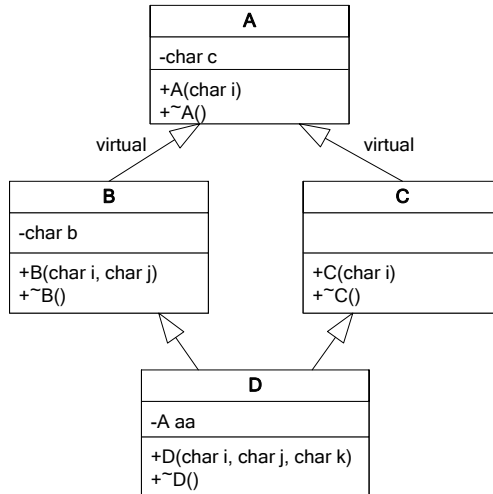 A
-char c
+A(char i)
+~A()
virtual
virtual
B
-char b
+B(char i, char j)
+~B()
C
+C(char i)
+~C()
D
-A aa
+D(char i, char j, char k)
+~D()